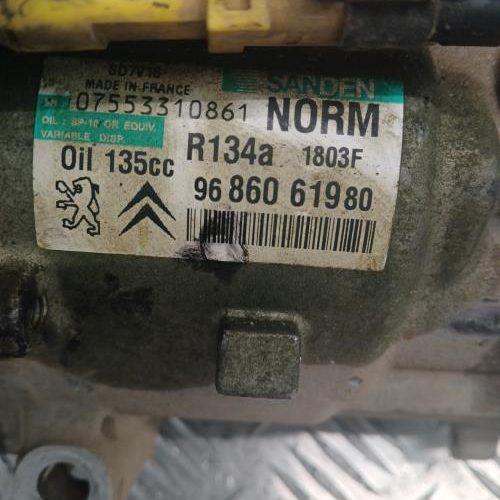 SD7V16
SANDEN
MADE IN FRANCE
07553310861
NORM
OIL : SP-10 OR EQUIV.
VARIABLE DISP.
Oil 135cc
R134a 1803F
96 860 619 80